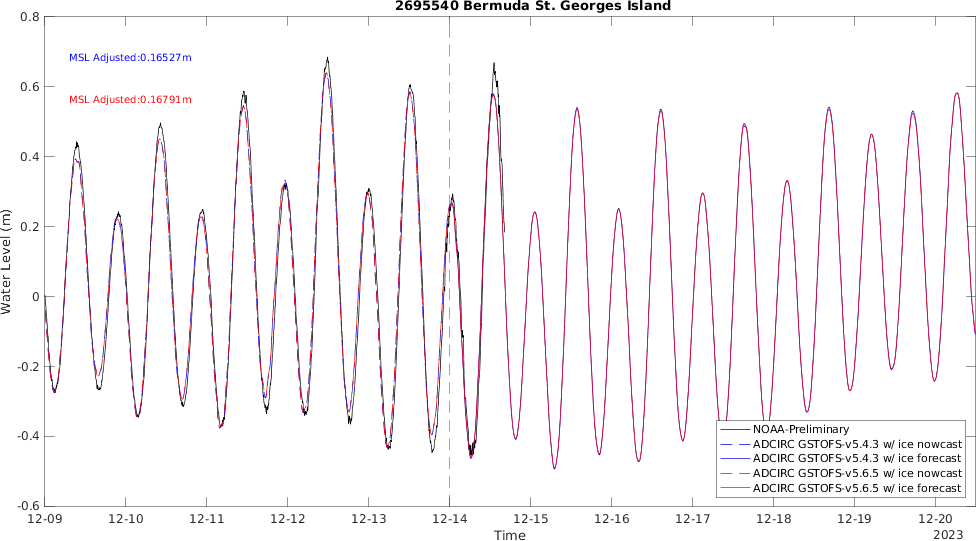 2695540 Bermuda St. Georges Island
MSL Adjusted:0.16527m
MSL Adjusted:0.16791m
Water Level (m)
0.8
0.6
0.4
0.2
0
-0.2
-0.4
-0.6
NOAA-Preliminary
ADCIRC GSTOFS-v5.4.3 w/ ice nowcast
ADCIRC GSTOFS-v5.4.3 w/ ice forecast
ADCIRC GSTOFS-v5.6.5 w/ ice nowcast
ADCIRC GSTOFS-v5.6.5 w/ ice forecast
12-09 12-10 12-11 12-12 12-13 12-14 12-15 12-16 12-17 12-18 12-19 12-20
2023
Time